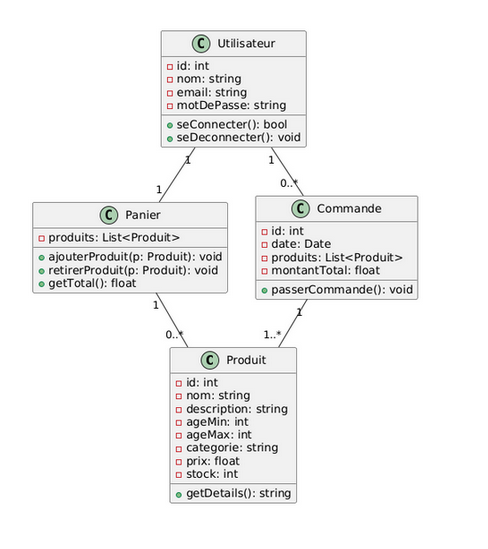 C Utilisateur
id: int
nom: string
email: string
motDePasse: string
seConnecter(): bool
seDeconnecter(): void
1
1
1
0..*
C Panier
produits: List<Produit>
ajouterProduit(p: Produit): void
retirerProduit(p: Produit): void
getTotal(): float
C Commande
id: int
date: Date
produits: List<Produit>
montantTotal: float
passerCommande(): void
1
1
0..*
1..*
C Produit
id: int
nom: string
description: string
ageMin: int
ageMax: int
categorie: string
prix: float
stock: int
getDetails(): string